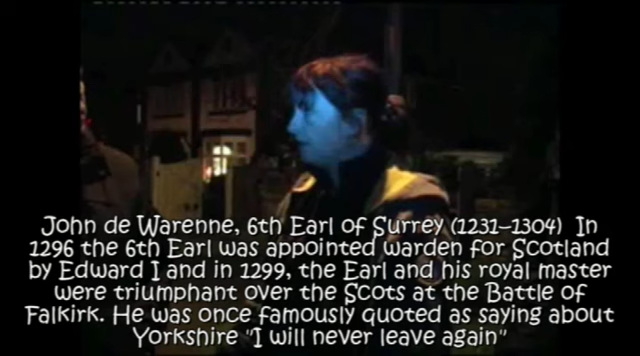 John de Warenne, 6th Earl of Surrey (1231–1304) In
1296 the 6th Earl was appointed warden for Scotland
by Edward I and in 1299, the Earl and his royal master
were triumphant over the Scots at the Battle of
Falkirk. He was once famously quoted as saying about
Yorkshire "I will never leave again"